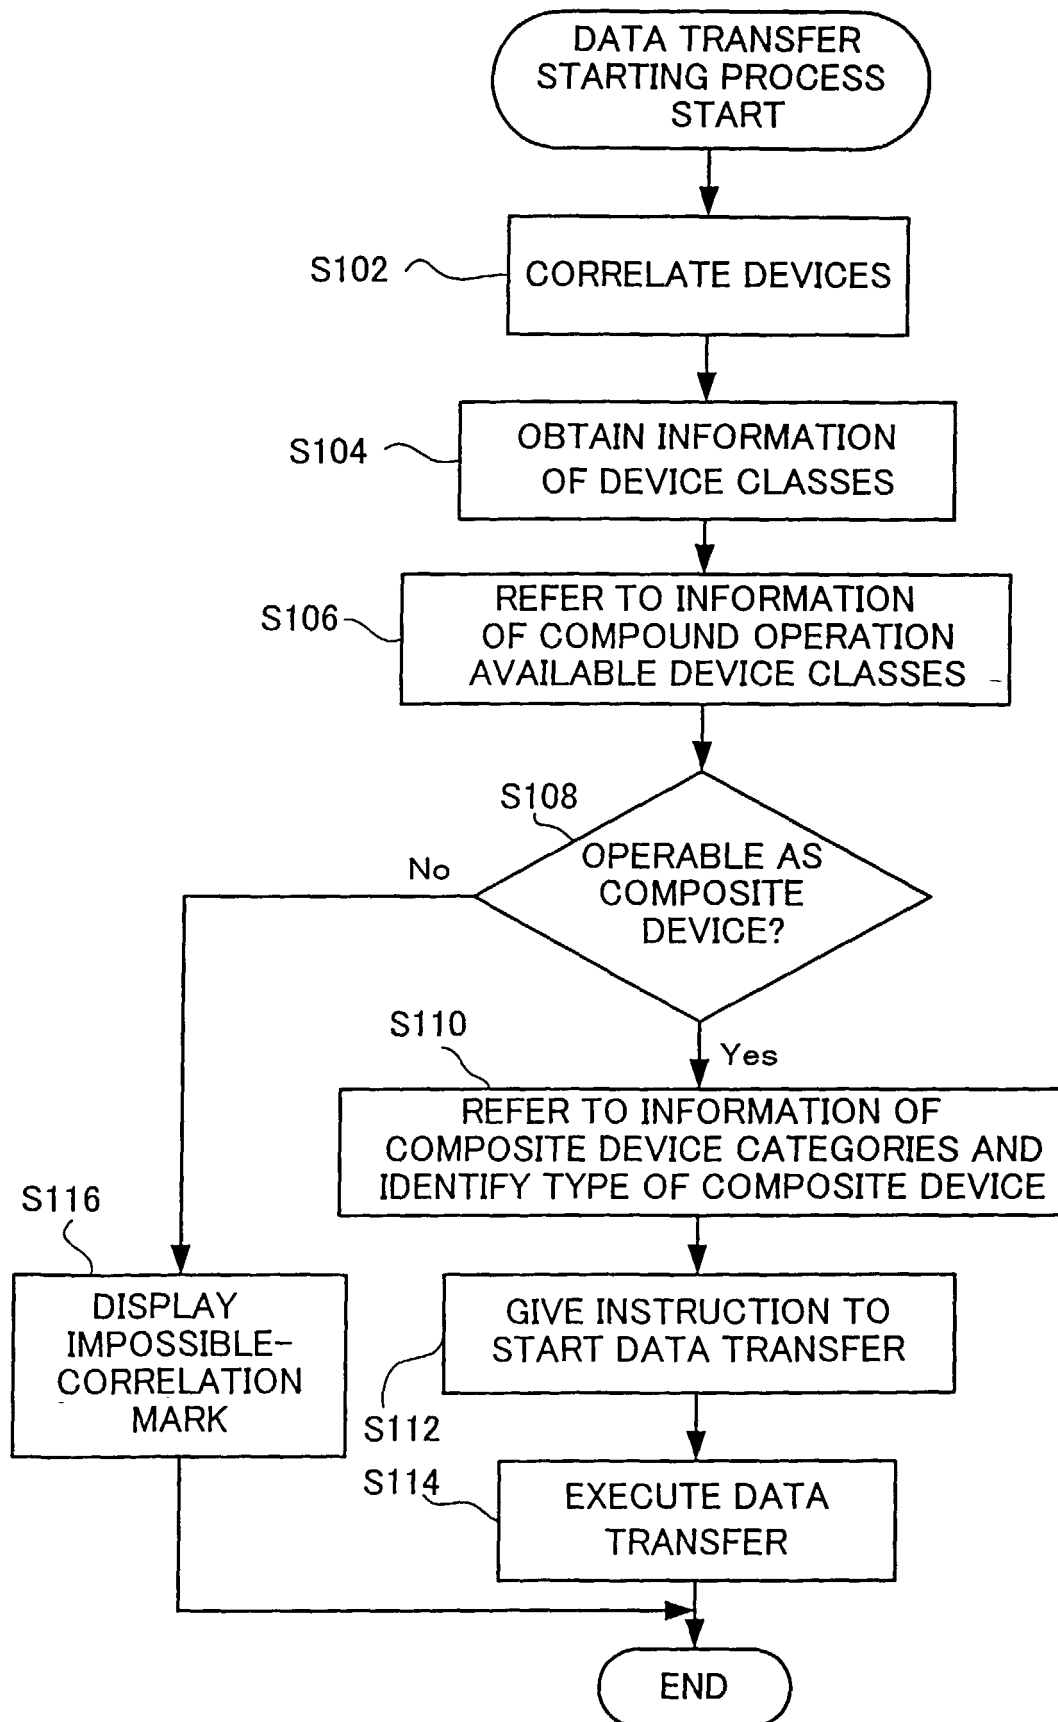 DATA TRANSFER
STARTING PROCESS
START
S102
CORRELATE DEVICES
S104
OBTAIN INFORMATION
OF DEVICE CLASSES
S106
REFER TO INFORMATION
OF COMPOUND OPERATION
AVAILABLE DEVICE CLASSES
S108
OPERABLE AS
COMPOSITE
DEVICE?
No
Yes
S110
REFER TO INFORMATION OF
COMPOSITE DEVICE CATEGORIES AND
IDENTIFY TYPE OF COMPOSITE DEVICE
S116
DISPLAY
IMPOSSIBLE-
CORRELATION
MARK
GIVE INSTRUCTION TO
START DATA TRANSFER
S112
S114
EXECUTE DATA
TRANSFER
END